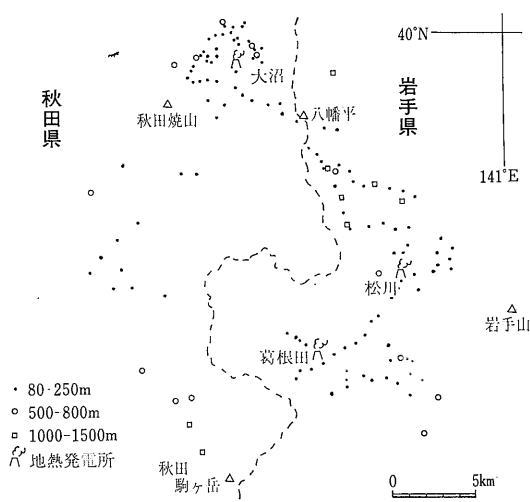 40°N
大沼
秋田県
岩手県
秋田焼山
八幡平
141°E
松川
岩手山
葛根田
80-250m
500-800m
1000-1500m
地熱発電所
秋田
駒ヶ岳
0 5km